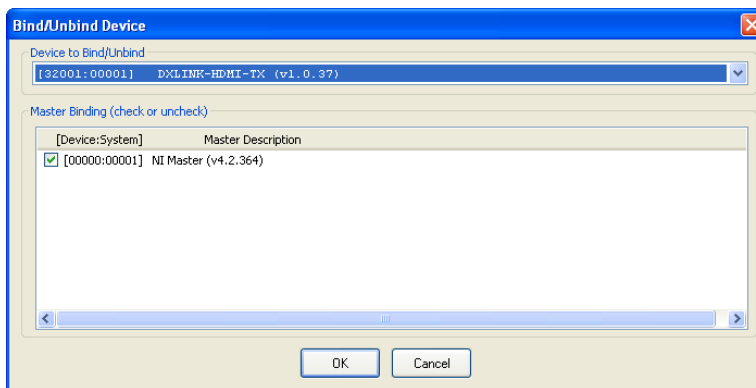 Bind/Unbind Device
Device to Bind/Unbind
[32001:00001] DXLINK-HDMI-TX (v1.0.37)
Master Binding (check or uncheck)
[Device:System] Master Description
[00000:00001] NI Master (v4.2.364)
OK Cancel